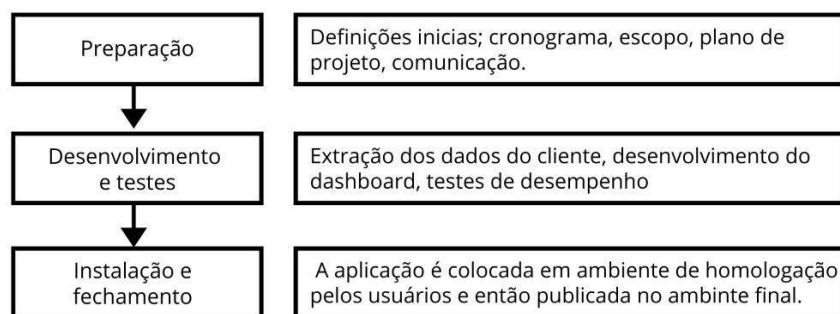 Preparação
Definições inicias; cronograma, escopo, plano de
projeto, comunicação.
Desenvolvimento
e testes
Extração dos dados do cliente, desenvolvimento do
dashboard, testes de desempenho
Instalação e
fechamento
A aplicação é colocada em ambiente de homologação
pelos usuários e então publicada no ambinte final.